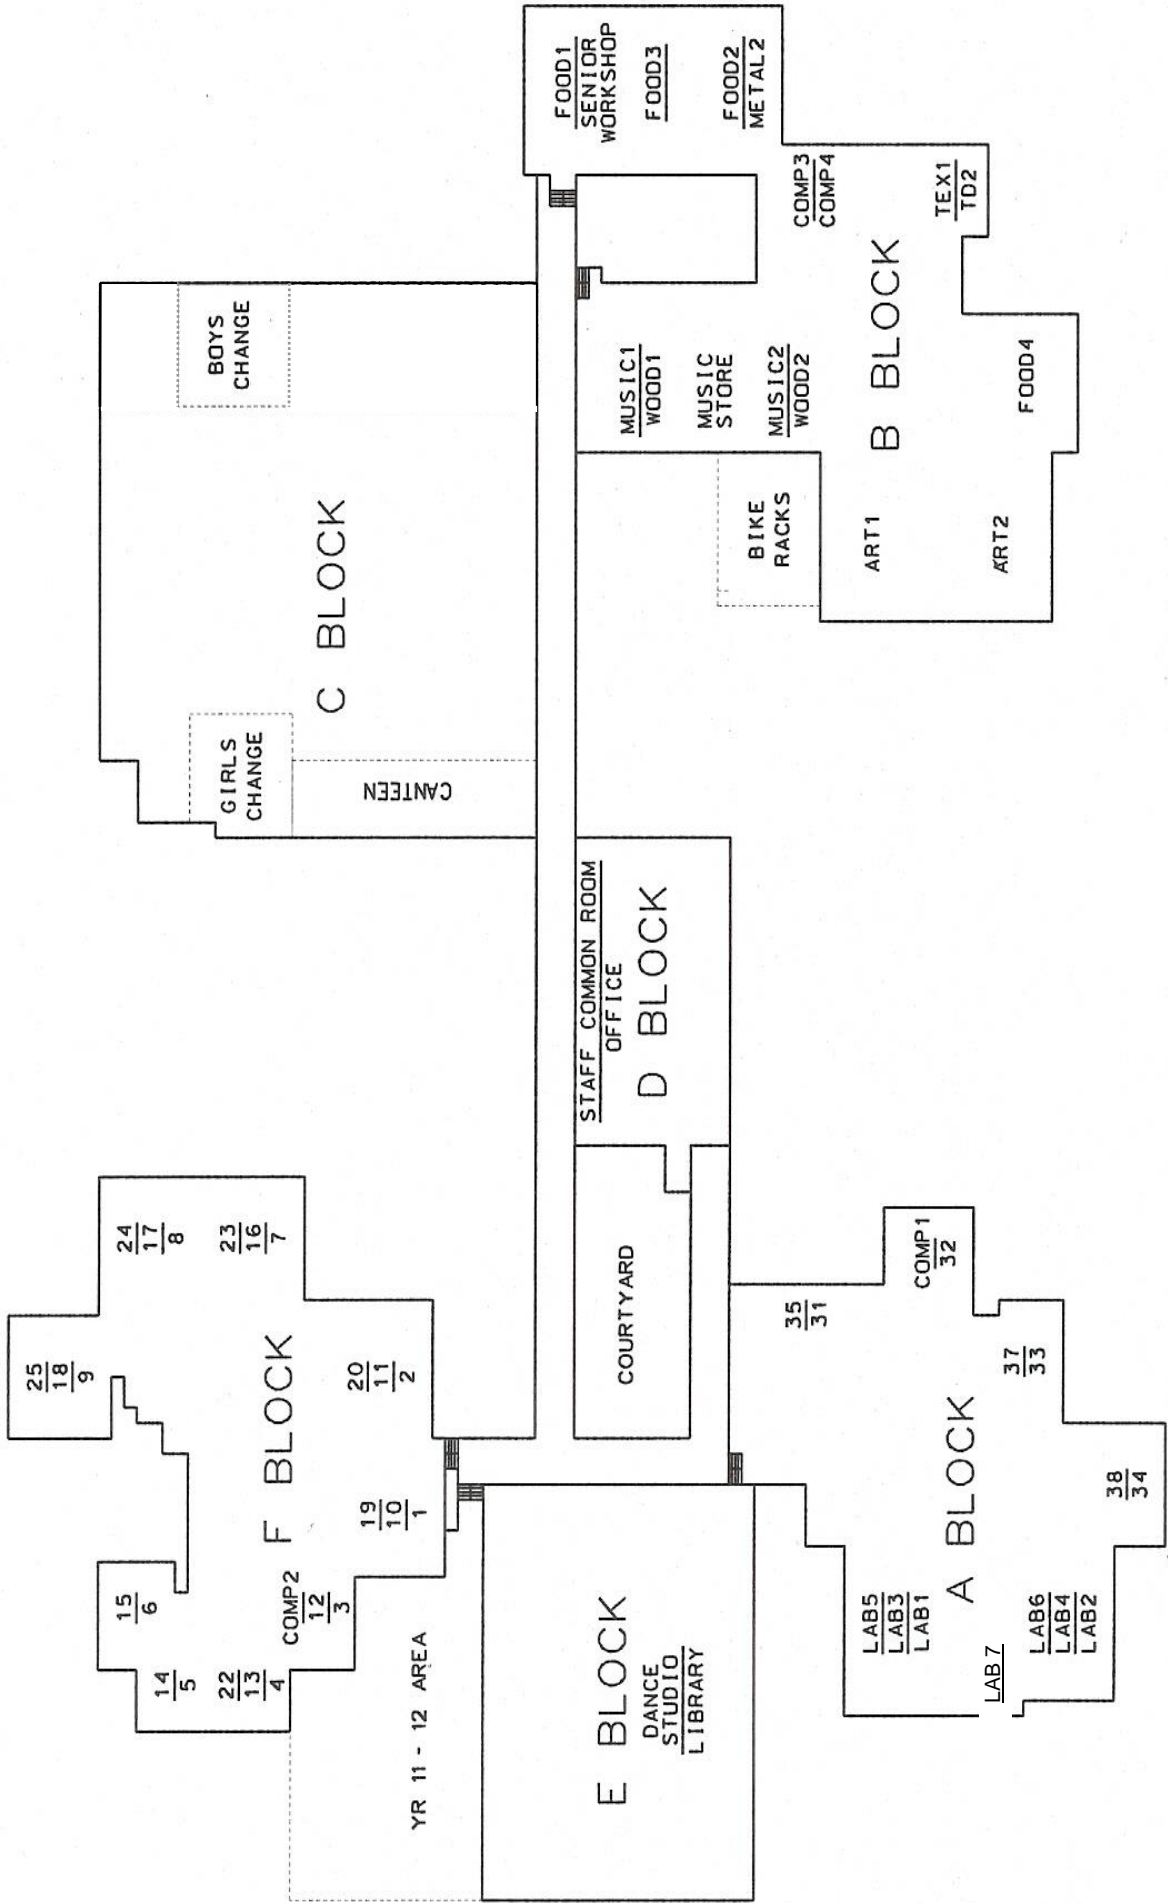 FOOD1
SENIOR
WORKSHOP
FOOD3
FOOD2
METAL2
COMP3
COMP4
TEX1
TD2
BOYS
CHANGE
MUSIC1
WOOD1
MUSIC
STORE
MUSIC2
WOOD2
B BLOCK
FOOD4
C BLOCK
BIKE
RACKS
ART1
ART2
GIRLS
CHANGE
CANTEEN
STAFF COMMON ROOM
OFFICE
D BLOCK
24
17
8
23
16
7
25
18
9
20
11
2
F BLOCK
19
10
1
15
6
COMP2
12
3
14
5
22
13
4
COURTYARD
35
31
COMP1
32
37
33
38
34
A BLOCK
LAB5
LAB3
LAB1
LAB6
LAB4
LAB2
LAB 7
YR 11 - 12 AREA
E BLOCK
DANCE
STUDIO
LIBRARY